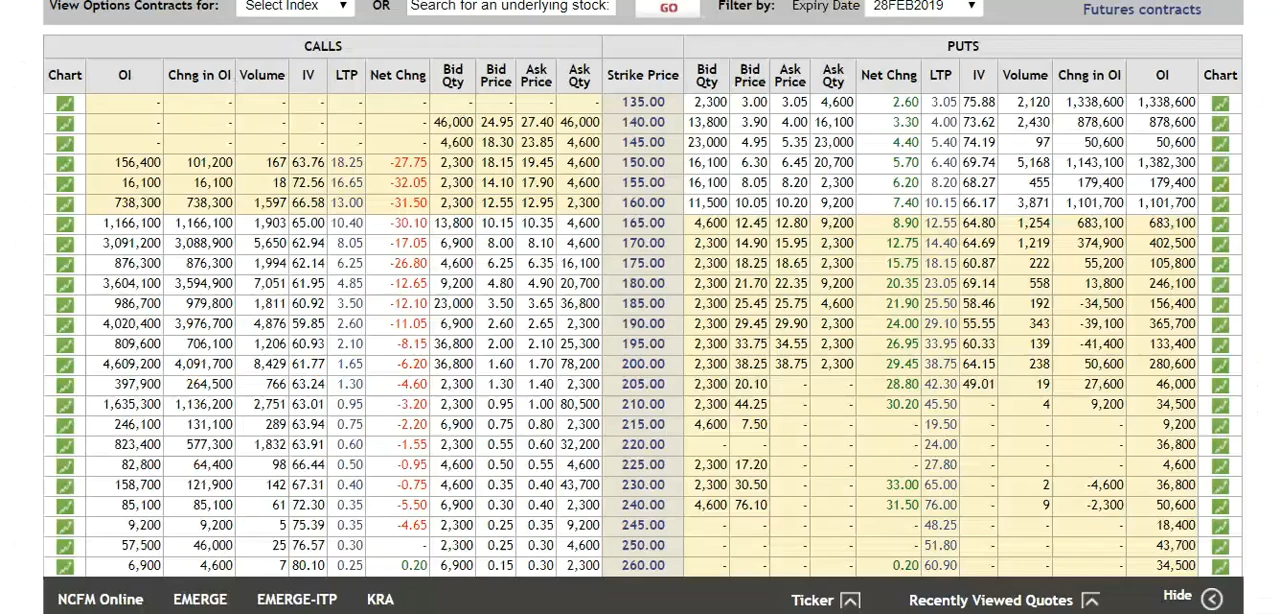 View Options Contracts for: Select Index OR Search for an underlying stock: GO Filter by: Expiry Date 28FEB2019 Futures contracts
CALLS PUTS
Chart OI Chng in OI Volume IV LTP Net Chng Bid Qty Bid Price Ask Price Ask Qty Strike Price Bid Qty Bid Price Ask Price Ask Qty Net Chng LTP IV Volume Chng in OI OI Chart
- - - - - - - - - - 135.00 2,300 3.00 3.05 4,600 2.60 3.05 75.88 2,120 1,338,600 1,338,600
- - - - - - 46,000 24.95 27.40 46,000 140.00 13,800 3.90 4.00 16,100 3.30 4.00 73.62 2,430 878,600 878,600
- - - - - - 4,600 18.30 23.85 4,600 145.00 23,000 4.95 5.35 23,000 4.40 5.40 74.19 97 50,600 50,600
156,400 101,200 167 63.76 18.25 -27.75 2,300 18.15 19.45 4,600 150.00 16,100 6.30 6.45 20,700 5.70 6.40 69.74 5,168 1,143,100 1,382,300
16,100 16,100 18 72.56 16.65 -32.05 2,300 14.10 17.90 4,600 155.00 16,100 8.05 8.20 2,300 6.20 8.20 68.27 455 179,400 179,400
738,300 738,300 1,597 66.58 13.00 -31.50 2,300 12.55 12.95 2,300 160.00 11,500 10.05 10.20 9,200 7.40 10.15 66.17 3,871 1,101,700 1,101,700
1,166,100 1,166,100 1,903 65.00 10.40 -30.10 13,800 10.15 10.35 4,600 165.00 4,600 12.45 12.80 9,200 8.90 12.55 64.80 1,254 683,100 683,100
3,091,200 3,088,900 5,650 62.94 8.05 -17.05 6,900 8.00 8.10 4,600 170.00 2,300 14.90 15.95 2,300 12.75 14.40 64.69 1,219 374,900 402,500
876,300 876,300 1,994 62.14 6.25 -26.80 4,600 6.25 6.35 16,100 175.00 2,300 18.25 18.65 2,300 15.75 18.15 60.87 222 55,200 105,800
3,604,100 3,594,900 7,051 61.95 4.85 -12.65 9,200 4.80 4.90 20,700 180.00 2,300 21.70 22.35 9,200 20.35 23.05 69.14 558 13,800 246,100
986,700 979,800 1,811 60.92 3.50 -12.10 23,000 3.50 3.65 36,800 185.00 2,300 25.45 25.75 4,600 21.90 25.50 58.46 192 -34,500 156,400
4,020,400 3,976,700 4,876 59.85 2.60 -11.05 6,900 2.60 2.65 2,300 190.00 2,300 29.45 29.90 2,300 24.00 29.10 55.55 343 -39,100 365,700
809,600 706,100 1,206 60.93 2.10 -8.15 36,800 2.00 2.10 25,300 195.00 2,300 33.75 34.55 2,300 26.95 33.95 60.33 139 -41,400 133,400
4,609,200 4,091,700 8,429 61.77 1.65 -6.20 36,800 1.60 1.70 78,200 200.00 2,300 38.25 38.75 2,300 29.45 38.75 64.15 238 50,600 280,600
397,900 264,500 766 63.24 1.30 -4.60 2,300 1.30 1.40 2,300 205.00 2,300 20.10 - - 28.80 42.30 49.01 19 27,600 46,000
1,635,300 1,136,200 2,751 63.01 0.95 -3.20 2,300 0.95 1.00 80,500 210.00 2,300 44.25 - - 30.20 45.50 - 4 9,200 34,500
246,100 131,100 289 63.94 0.75 -2.20 6,900 0.75 0.80 2,300 215.00 4,600 7.50 - - - 19.50 - - - 9,200
823,400 577,300 1,832 63.91 0.60 -1.55 2,300 0.55 0.60 32,200 220.00 - - - - - 24.00 - - - 36,800
82,800 64,400 98 66.44 0.50 -0.95 4,600 0.50 0.55 4,600 225.00 2,300 17.20 - - - 27.80 - - - 4,600
158,700 121,900 142 67.31 0.40 -0.75 4,600 0.35 0.40 43,700 230.00 2,300 30.50 - - 33.00 65.00 - 2 -4,600 36,800
85,100 85,100 61 72.30 0.35 -5.50 6,900 0.30 0.40 2,300 240.00 4,600 76.10 - - 31.50 76.00 - 9 -2,300 50,600
9,200 9,200 5 75.39 0.35 -4.65 2,300 0.25 0.35 9,200 245.00 - - - - - 48.25 - - - 18,400
57,500 46,000 25 76.57 0.30 - 2,300 0.25 0.30 4,600 250.00 - - - - - 51.80 - - - 43,700
6,900 4,600 7 80.10 0.25 0.20 6,900 0.15 0.30 2,300 260.00 - - - - 0.20 60.90 - - - 34,500
NCFM Online EMERGE EMERGE-ITP KRA Ticker Recently Viewed Quotes Hide